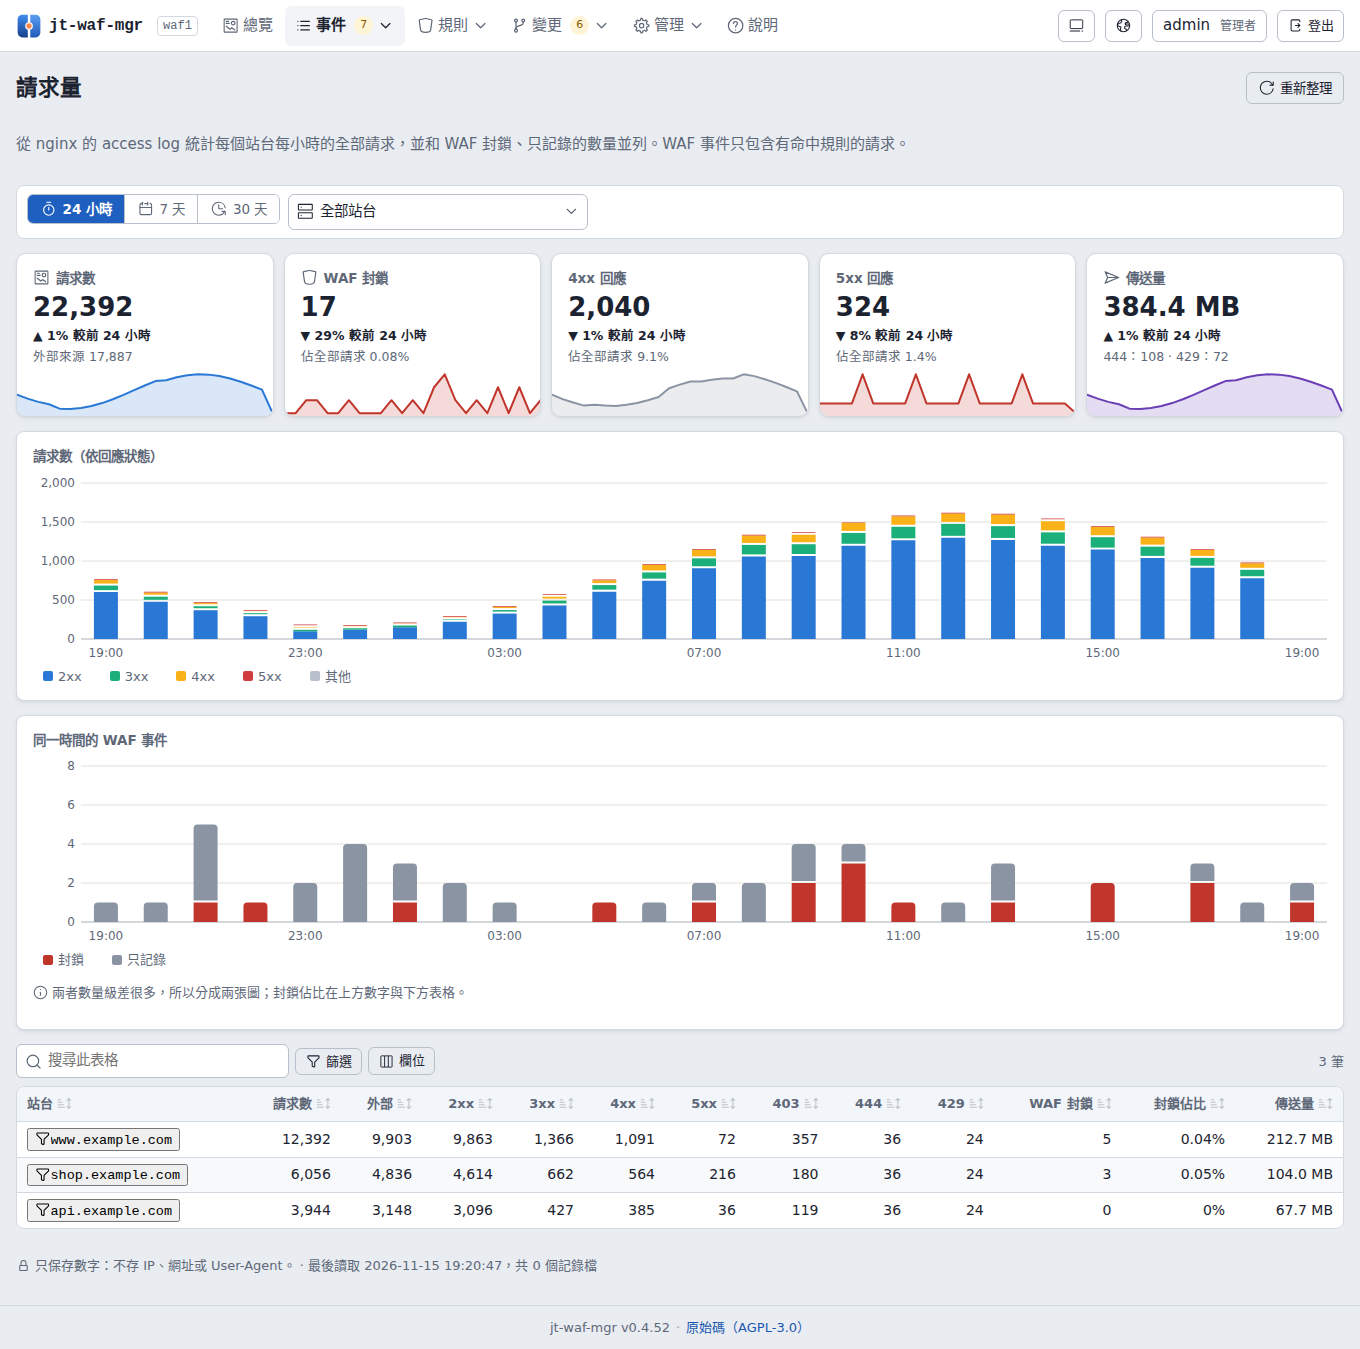 jt-waf-mgr waf1 總覽 事件 7 規則 變更 6 管理 說明 admin 管理者 登出
請求量 重新整理
從 nginx 的 access log 統計每個站台每小時的全部請求，並和 WAF 封鎖、只記錄的數量並列。WAF 事件只包含有命中規則的請求。
24 小時 7 天 30 天 全部站台
請求數 WAF 封鎖 4xx 回應 5xx 回應 傳送量
22,392 17 2,040 324 384.4 MB
▲ 1% 較前 24 小時 ▼ 29% 較前 24 小時 ▼ 1% 較前 24 小時 ▼ 8% 較前 24 小時 ▲ 1% 較前 24 小時
外部來源 17,887 佔全部請求 0.08% 佔全部請求 9.1% 佔全部請求 1.4% 444：108 · 429：72
請求數（依回應狀態）
2,000
1,500
1,000
500
0
19:00 23:00 03:00 07:00 11:00 15:00 19:00
2xx 3xx 4xx 5xx 其他
同一時間的 WAF 事件
8
6
4
2
0
19:00 23:00 03:00 07:00 11:00 15:00 19:00
封鎖 只記錄
兩者數量級差很多，所以分成兩張圖；封鎖佔比在上方數字與下方表格。
搜尋此表格 篩選 欄位 3 筆
站台 請求數 外部 2xx 3xx 4xx 5xx 403 444 429 WAF 封鎖 封鎖佔比 傳送量
www.example.com 12,392 9,903 9,863 1,366 1,091 72 357 36 24 5 0.04% 212.7 MB
shop.example.com 6,056 4,836 4,614 662 564 216 180 36 24 3 0.05% 104.0 MB
api.example.com 3,944 3,148 3,096 427 385 36 119 36 24 0 0% 67.7 MB
只保存數字：不存 IP、網址或 User-Agent。 · 最後讀取 2026-11-15 19:20:47，共 0 個記錄檔
jt-waf-mgr v0.4.52 · 原始碼（AGPL-3.0）